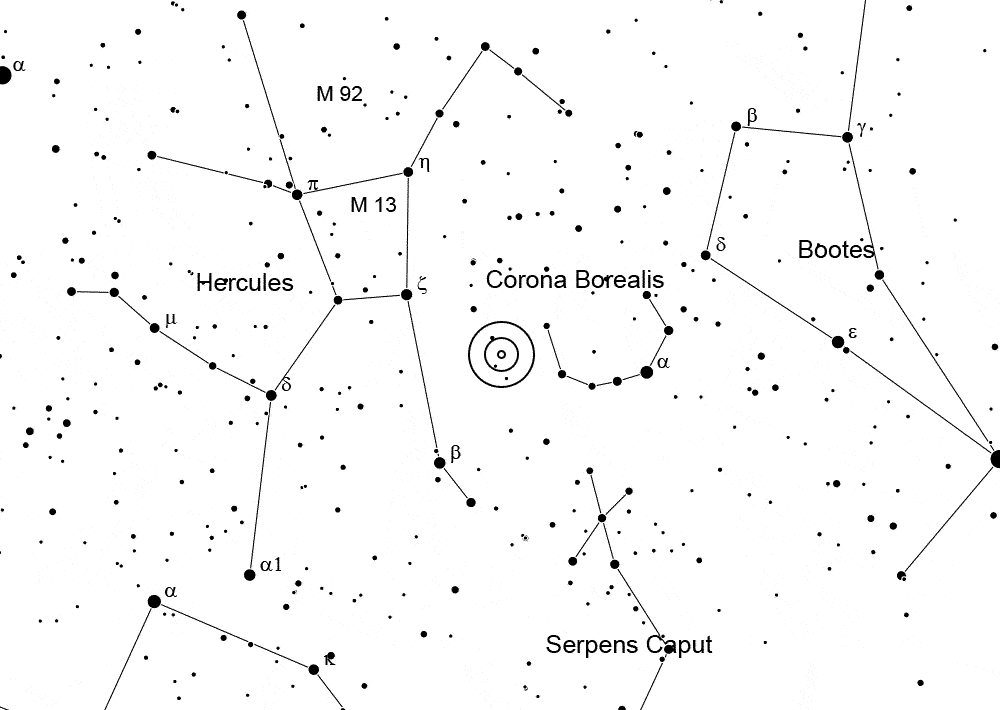 α
M 92
β
γ
η
π
M 13
δ
Bootes
Hercules
Corona Borealis
ζ
μ
ε
α
δ
β
α1
α
Serpens Caput
κ